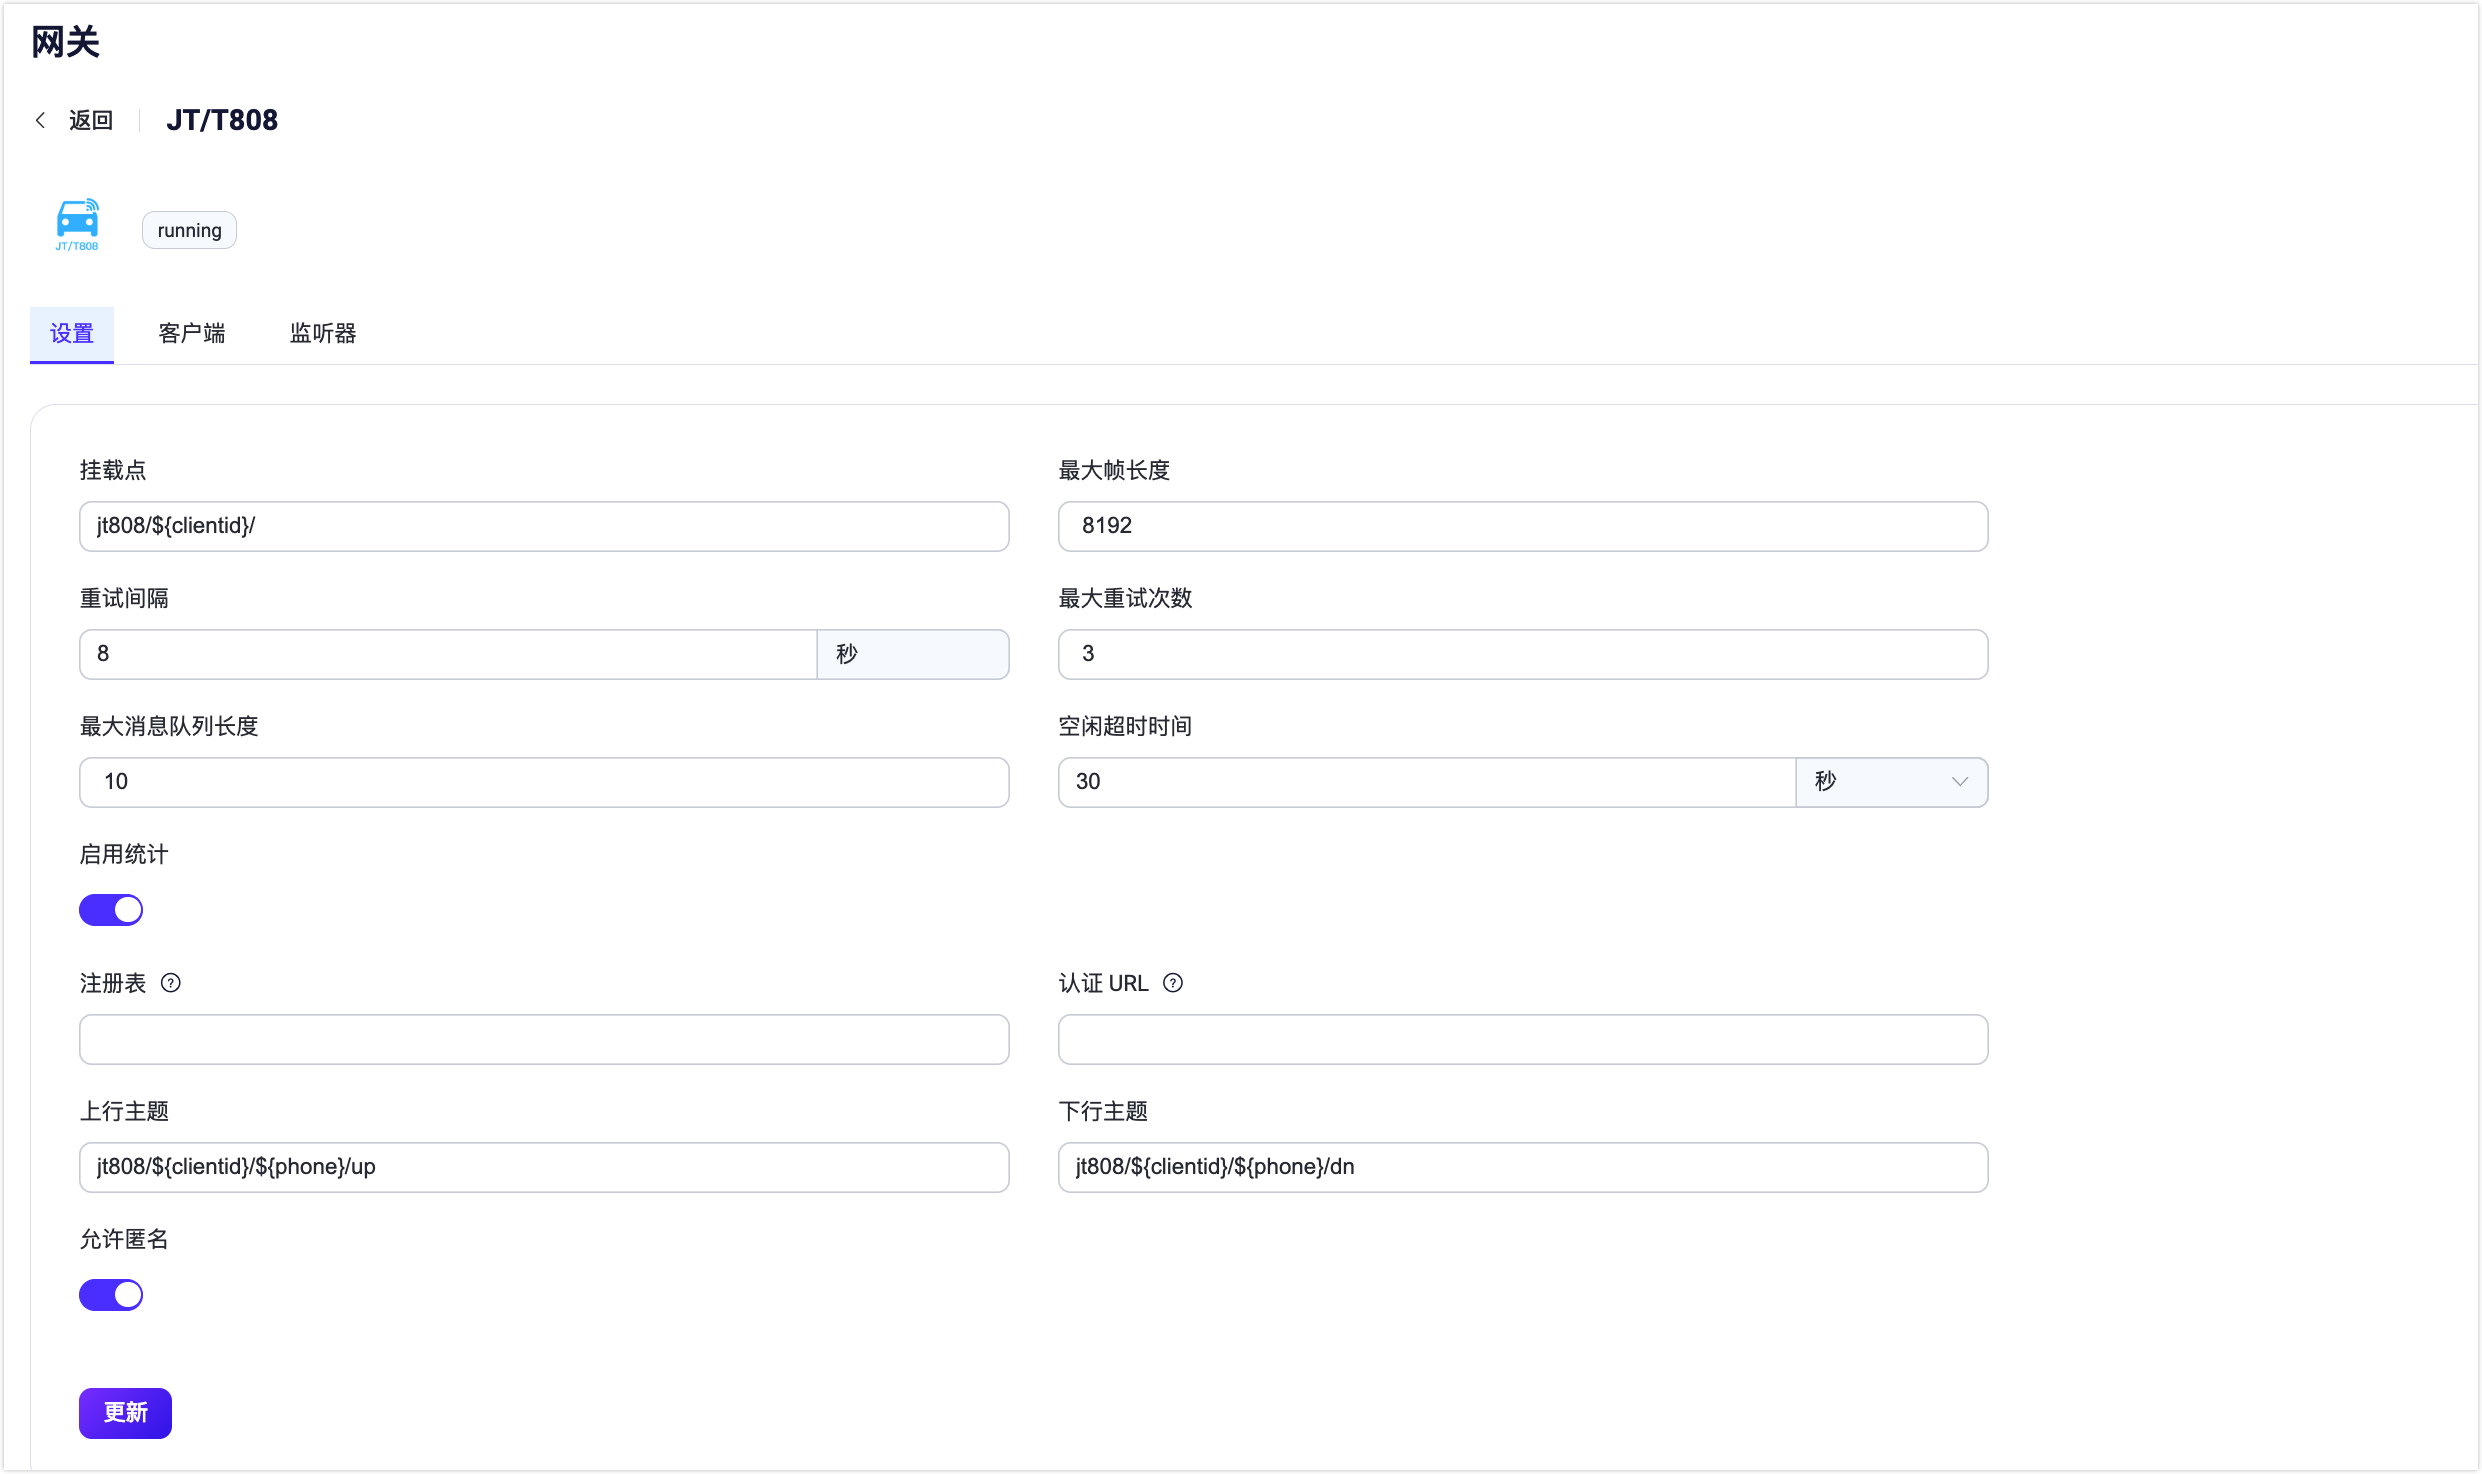 网关
返回 JT/T808
JT/T808
running
设置 客户端 监听器
挂载点 最大帧长度
jt808/${clientid}/ 8192
重试间隔 最大重试次数
8 秒 3
最大消息队列长度 空闲超时时间
10 30 秒
启用统计
注册表 ? 认证 URL ?
上行主题 下行主题
jt808/${clientid}/${phone}/up jt808/${clientid}/${phone}/dn
允许匿名
更新